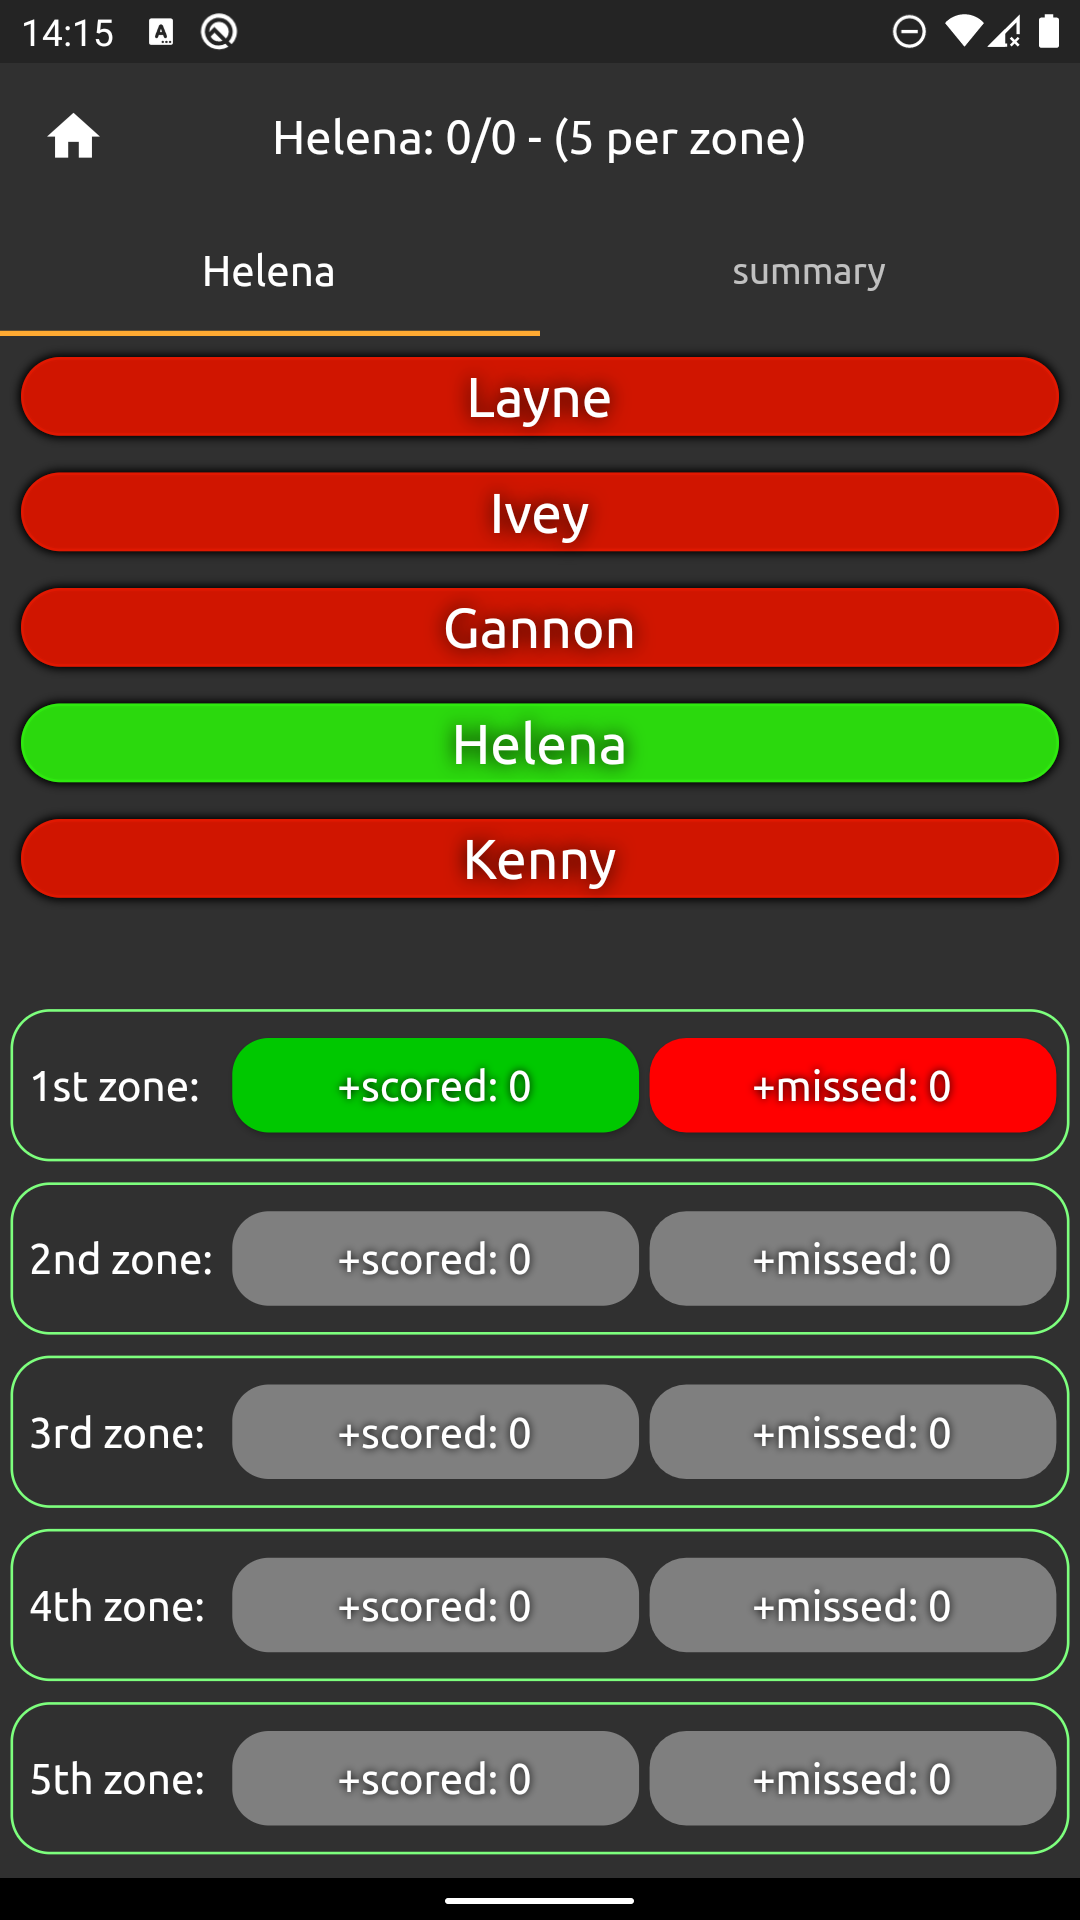 14:15
Helena: 0/0 - (5 per zone)
Helena summary
Layne
Ivey
Gannon
Helena
Kenny
1st zone: +scored: 0 +missed: 0
2nd zone: +scored: 0 +missed: 0
3rd zone: +scored: 0 +missed: 0
4th zone: +scored: 0 +missed: 0
5th zone: +scored: 0 +missed: 0